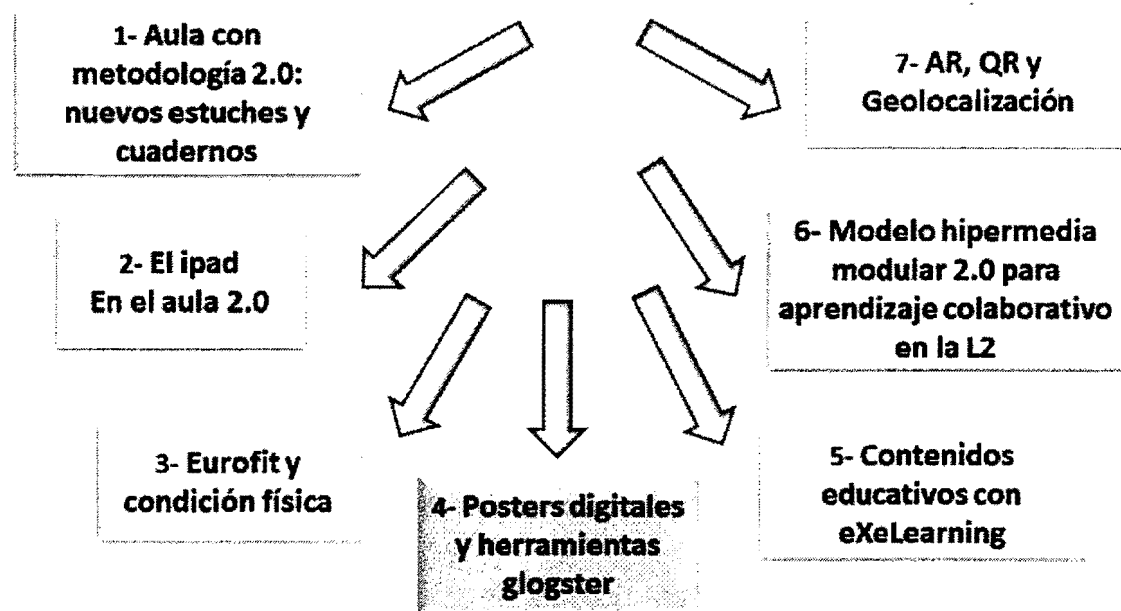 1- Aula con
metodología 2.0:
nuevos estuches y
cuadernos
2- El ipad
En el aula 2.0
3- Eurofit y
condición física
4- Posters digitales
y herramientas
glogster
5- Contenidos
educativos con
eXeLearning
6- Modelo hipermedia
modular 2.0 para
aprendizaje colaborativo
en la L2
7- AR, QR y
Geolocalización